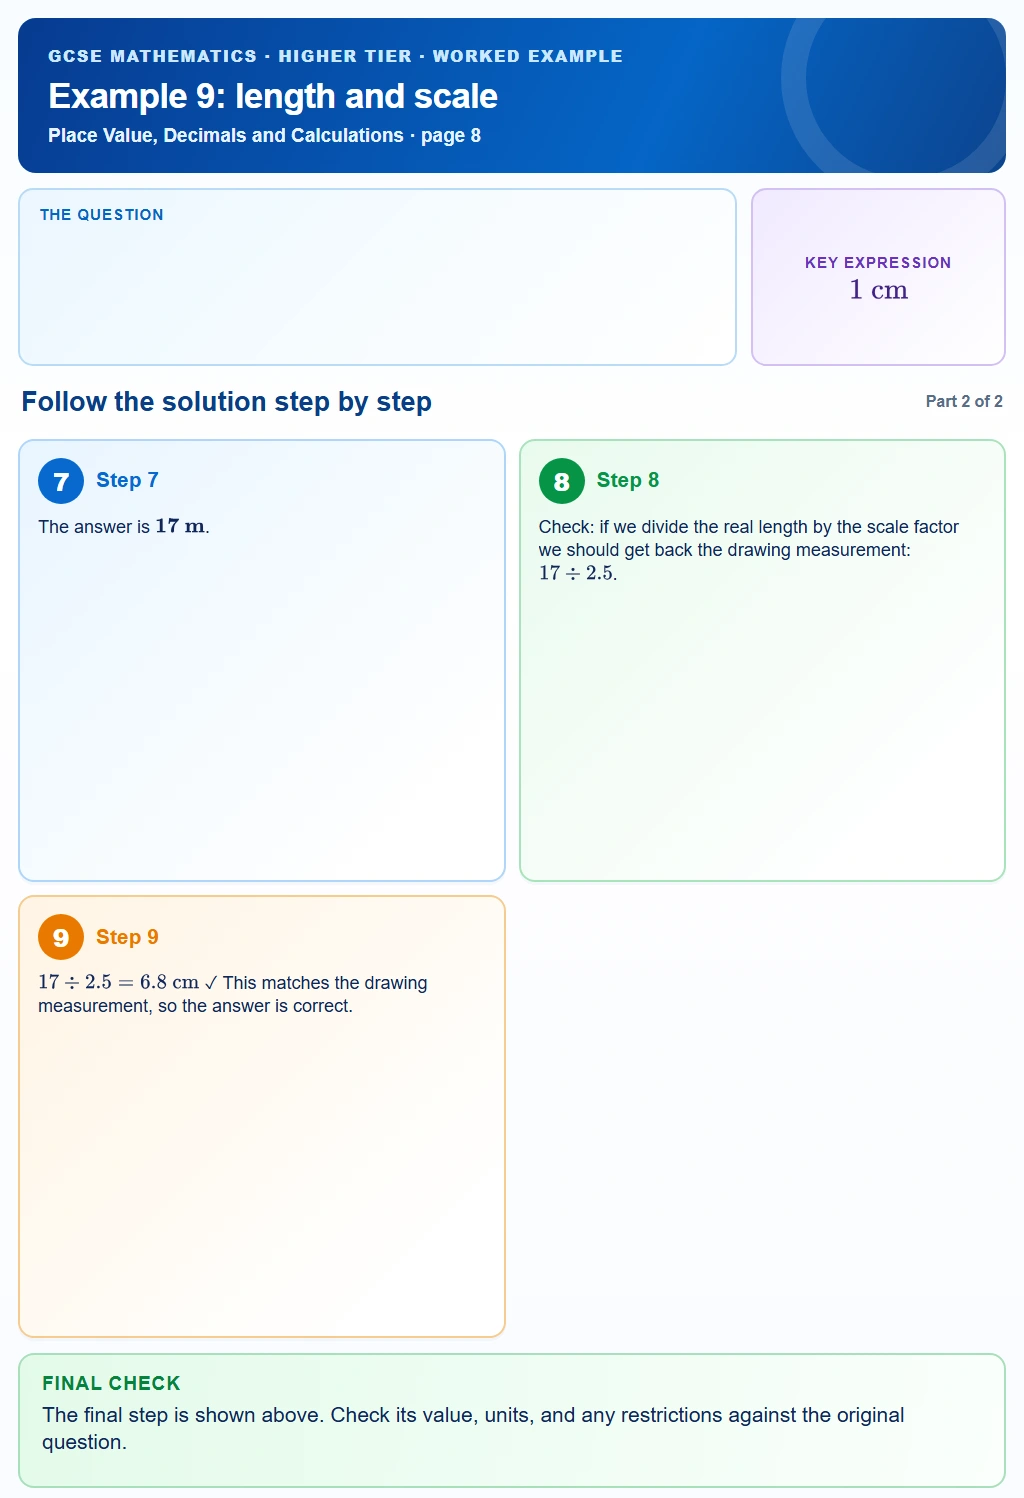 GCSE MATHEMATICS · HIGHER TIER · WORKED EXAMPLE
Example 9: length and scale
Place Value, Decimals and Calculations · page 8
THE QUESTION
KEY EXPRESSION
1 cm
Follow the solution step by step
Part 2 of 2
7 Step 7
The answer is 17 m.
8 Step 8
Check: if we divide the real length by the scale factor
we should get back the drawing measurement:
17 ÷ 2.5.
9 Step 9
17 ÷ 2.5 = 6.8 cm ✓ This matches the drawing
measurement, so the answer is correct.
FINAL CHECK
The final step is shown above. Check its value, units, and any restrictions against the original
question.